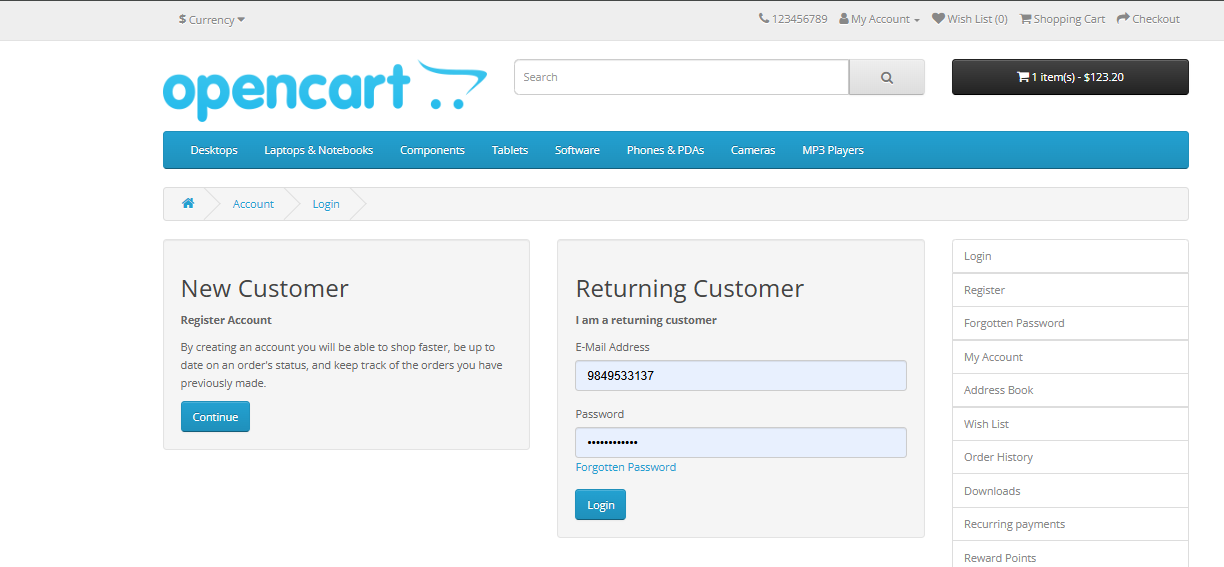 $ Currency
123456789 My Account Wish List (0) Shopping Cart Checkout
opencart
Search
1 item(s) - $123.20
Desktops Laptops & Notebooks Components Tablets Software Phones & PDAs Cameras MP3 Players
Account Login
New Customer
Register Account
By creating an account you will be able to shop faster, be up to
date on an order's status, and keep track of the orders you have
previously made.
Continue
Returning Customer
I am a returning customer
E-Mail Address
9849533137
Password
••••••••••••
Forgotten Password
Login
Login
Register
Forgotten Password
My Account
Address Book
Wish List
Order History
Downloads
Recurring payments
Reward Points